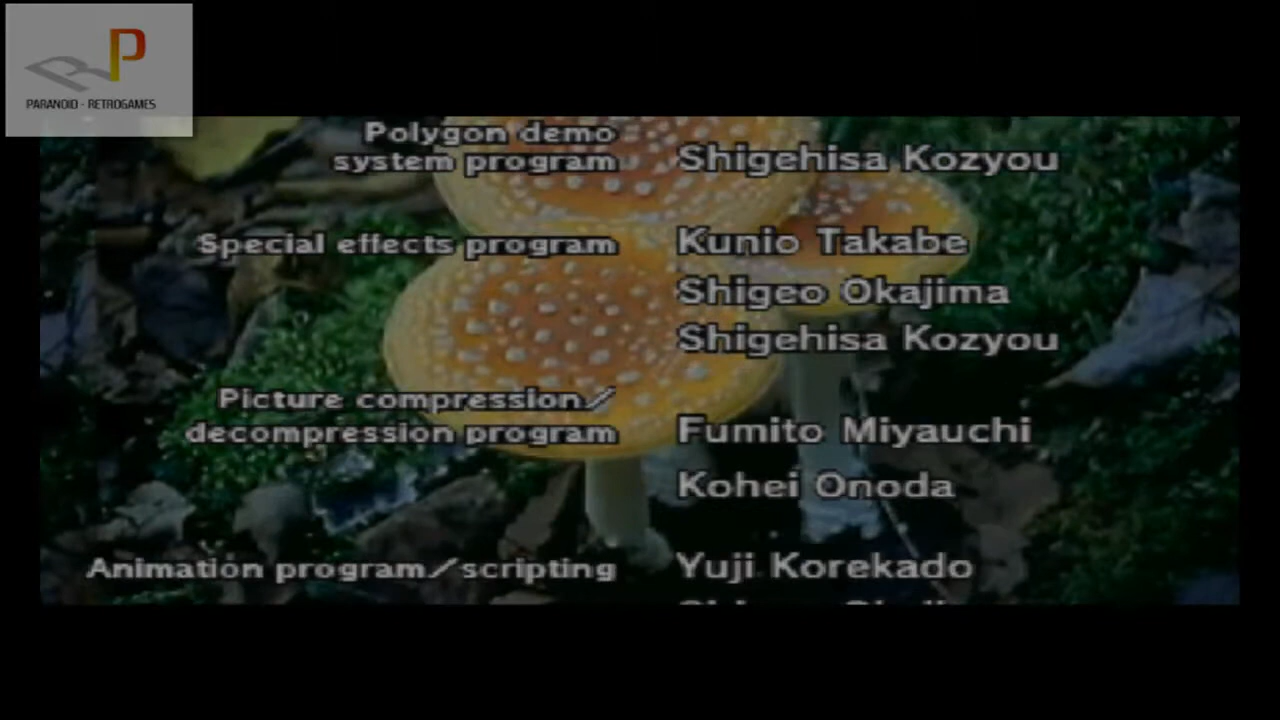 P
PARANOID - RETROGAMES
Polygon demo
system program Shigehisa Kozyou
Special effects program Kunio Takabe
Shigeo Okajima
Shigehisa Kozyou
Picture compression/
decompression program Fumito Miyauchi
Kohei Onoda
Animation program/scripting Yuji Korekado